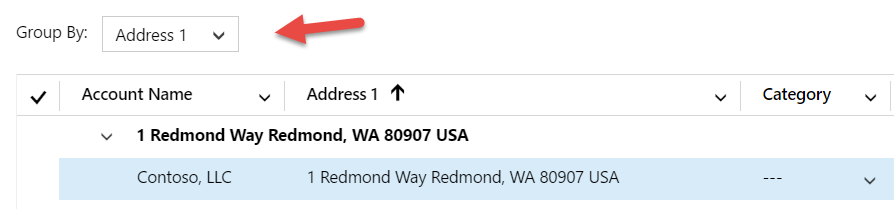 Group By: Address 1
Account Name Address 1 Category
1 Redmond Way Redmond, WA 80907 USA
Contoso, LLC 1 Redmond Way Redmond, WA 80907 USA ---